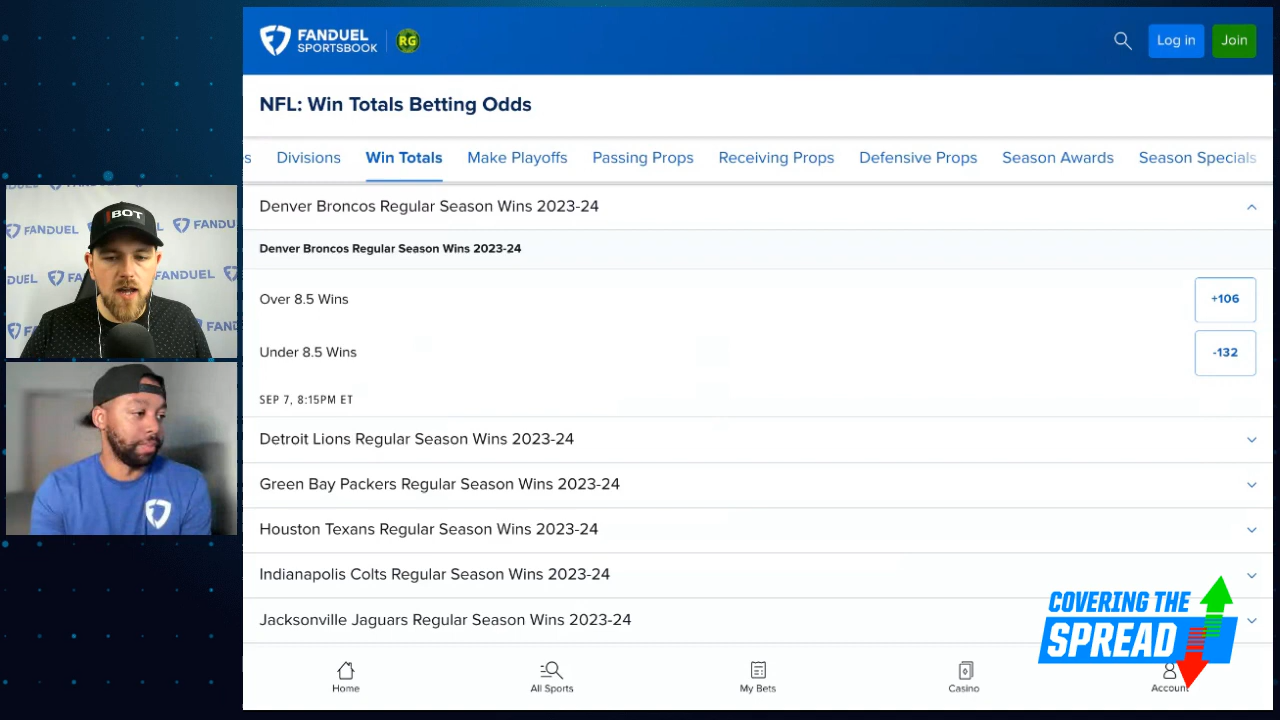 FANDUEL
SPORTSBOOK
RG
Log in
Join
NFL: Win Totals Betting Odds
s
Divisions
Win Totals
Make Playoffs
Passing Props
Receiving Props
Defensive Props
Season Awards
Season Specials
Denver Broncos Regular Season Wins 2023-24
Denver Broncos Regular Season Wins 2023-24
Over 8.5 Wins
+106
Under 8.5 Wins
-132
SEP 7, 8:15PM ET
Detroit Lions Regular Season Wins 2023-24
Green Bay Packers Regular Season Wins 2023-24
Houston Texans Regular Season Wins 2023-24
Indianapolis Colts Regular Season Wins 2023-24
Jacksonville Jaguars Regular Season Wins 2023-24
Home
All Sports
My Bets
Casino
Account
COVERING THE
SPREAD
BOT
FANDUEL
FANDU
DUEL
FA
FANDUEL
FAN